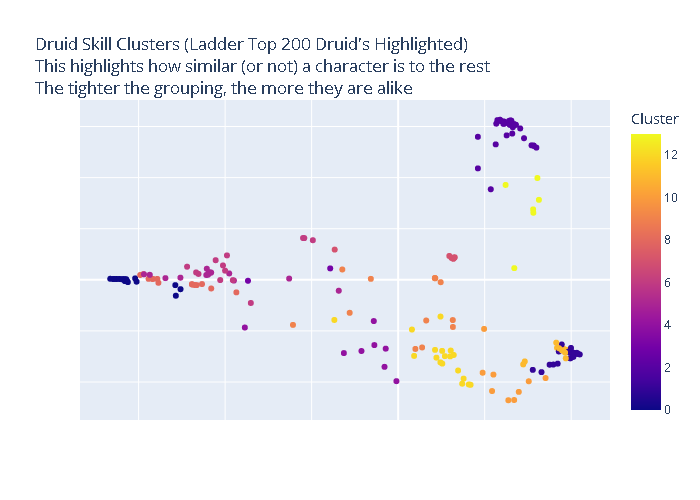 Druid Skill Clusters (Ladder Top 200 Druid's Highlighted)
This highlights how similar (or not) a character is to the rest
The tighter the grouping, the more they are alike
Cluster
12
10
8
6
4
2
0